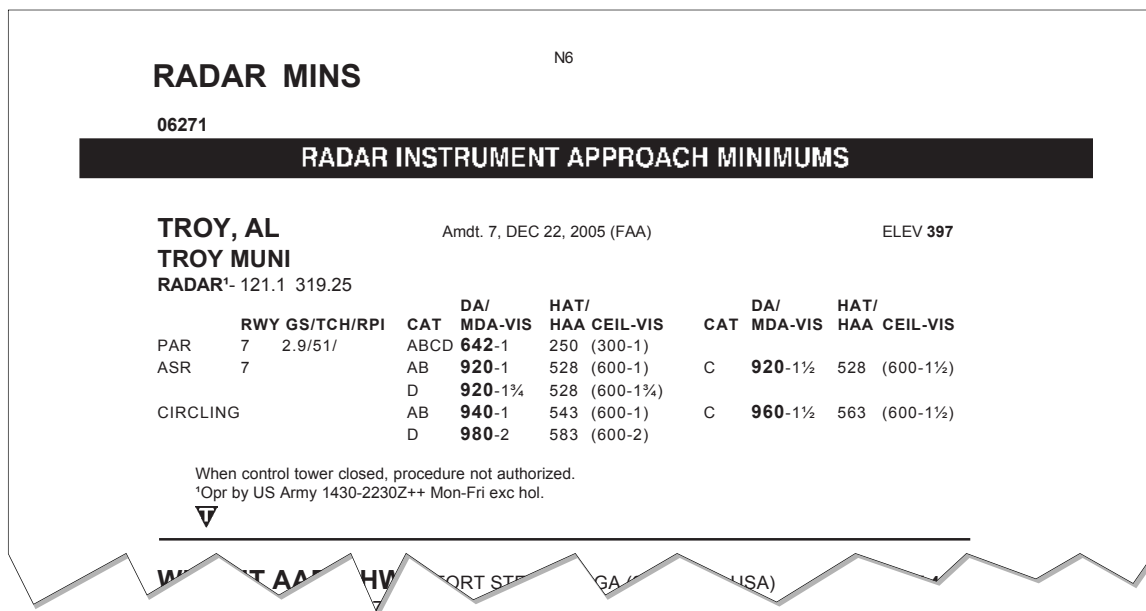 N6
RADAR MINS
06271
RADAR INSTRUMENT APPROACH MINIMUMS
TROY, AL Amdt. 7, DEC 22, 2005 (FAA) ELEV 397
TROY MUNI
RADAR¹- 121.1 319.25
DA/ HAT/ DA/ HAT/
RWY GS/TCH/RPI CAT MDA-VIS HAA CEIL-VIS CAT MDA-VIS HAA CEIL-VIS
PAR 7 2.9/51/ ABCD 642-1 250 (300-1)
ASR 7 AB 920-1 528 (600-1) C 920-1½ 528 (600-1½)
D 920-1¾ 528 (600-1¾)
CIRCLING AB 940-1 543 (600-1) C 960-1½ 563 (600-1½)
D 980-2 583 (600-2)
When control tower closed, procedure not authorized.
¹Opr by US Army 1430-2230Z++ Mon-Fri exc hol.
T